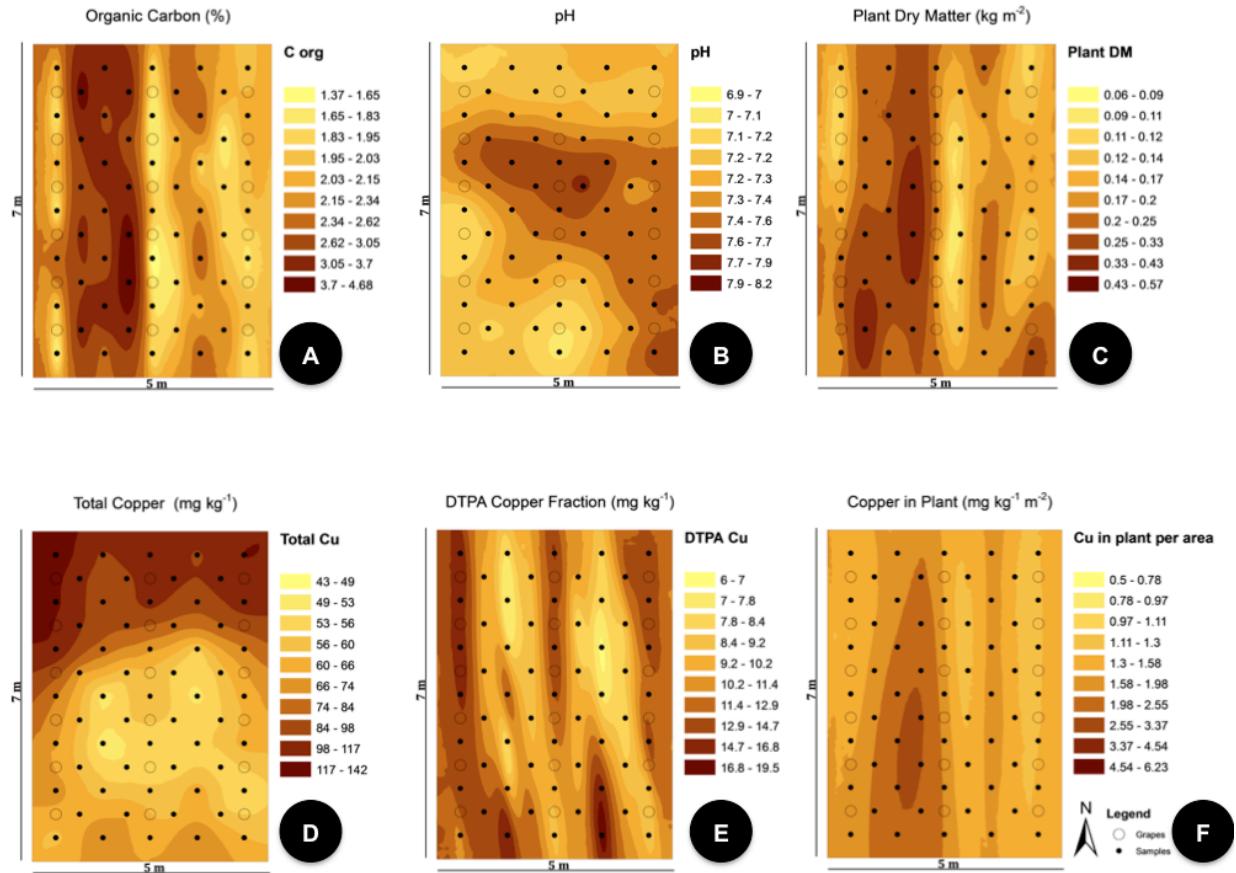 Organic Carbon (%)
7 m
5 m
C org
1.37 - 1.65
1.65 - 1.83
1.83 - 1.95
1.95 - 2.03
2.03 - 2.15
2.15 - 2.34
2.34 - 2.62
2.62 - 3.05
3.05 - 3.7
3.7 - 4.68
A
pH
7 m
5 m
pH
6.9 - 7
7 - 7.1
7.1 - 7.2
7.2 - 7.2
7.2 - 7.3
7.3 - 7.4
7.4 - 7.6
7.6 - 7.7
7.7 - 7.9
7.9 - 8.2
B
Plant Dry Matter (kg m⁻²)
7 m
5 m
Plant DM
0.06 - 0.09
0.09 - 0.11
0.11 - 0.12
0.12 - 0.14
0.14 - 0.17
0.17 - 0.2
0.2 - 0.25
0.25 - 0.33
0.33 - 0.43
0.43 - 0.57
C
Total Copper (mg kg⁻¹)
7 m
5 m
Total Cu
43 - 49
49 - 53
53 - 56
56 - 60
60 - 66
66 - 74
74 - 84
84 - 98
98 - 117
117 - 142
D
DTPA Copper Fraction (mg kg⁻¹)
7 m
5 m
DTPA Cu
6 - 7
7 - 7.8
7.8 - 8.4
8.4 - 9.2
9.2 - 10.2
10.2 - 11.4
11.4 - 12.9
12.9 - 14.7
14.7 - 16.8
16.8 - 19.5
E
Copper in Plant (mg kg⁻¹ m⁻²)
7 m
5 m
Cu in plant per area
0.5 - 0.78
0.78 - 0.97
0.97 - 1.11
1.11 - 1.3
1.3 - 1.58
1.58 - 1.98
1.98 - 2.55
2.55 - 3.37
3.37 - 4.54
4.54 - 6.23
N
Legend
Grapes
Samples
F